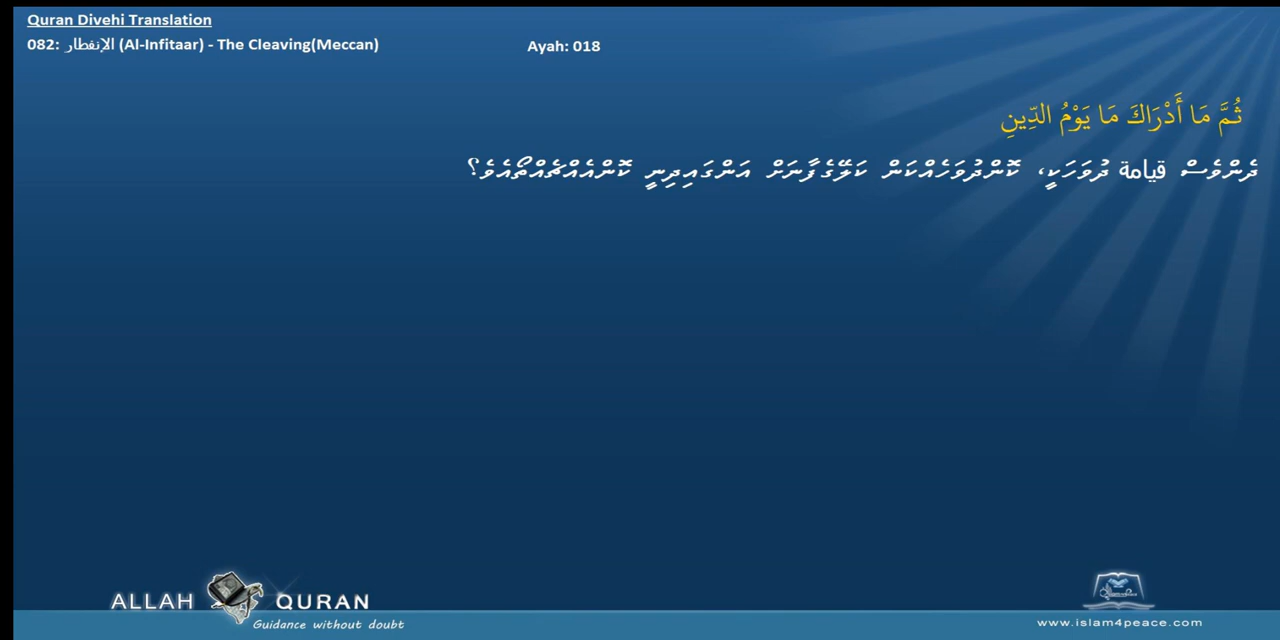 Quran Divehi Translation
082: الإنفطار (Al-Infitaar) - The Cleaving(Meccan)
Ayah: 018
ثُمَّ مَا أَدْرَاكَ مَا يَوْمُ الدِّينِ
ދެންވެސް قيامة ދުވަހަކީ، ކޮންދުވަހެއްކަން ކަލޭގެފާނަށް އަންގައިދިނީ ކޮންއެއްޗެއްތޯއެވެ؟
ALLAH QURAN
Guidance without doubt
www.islam4peace.com